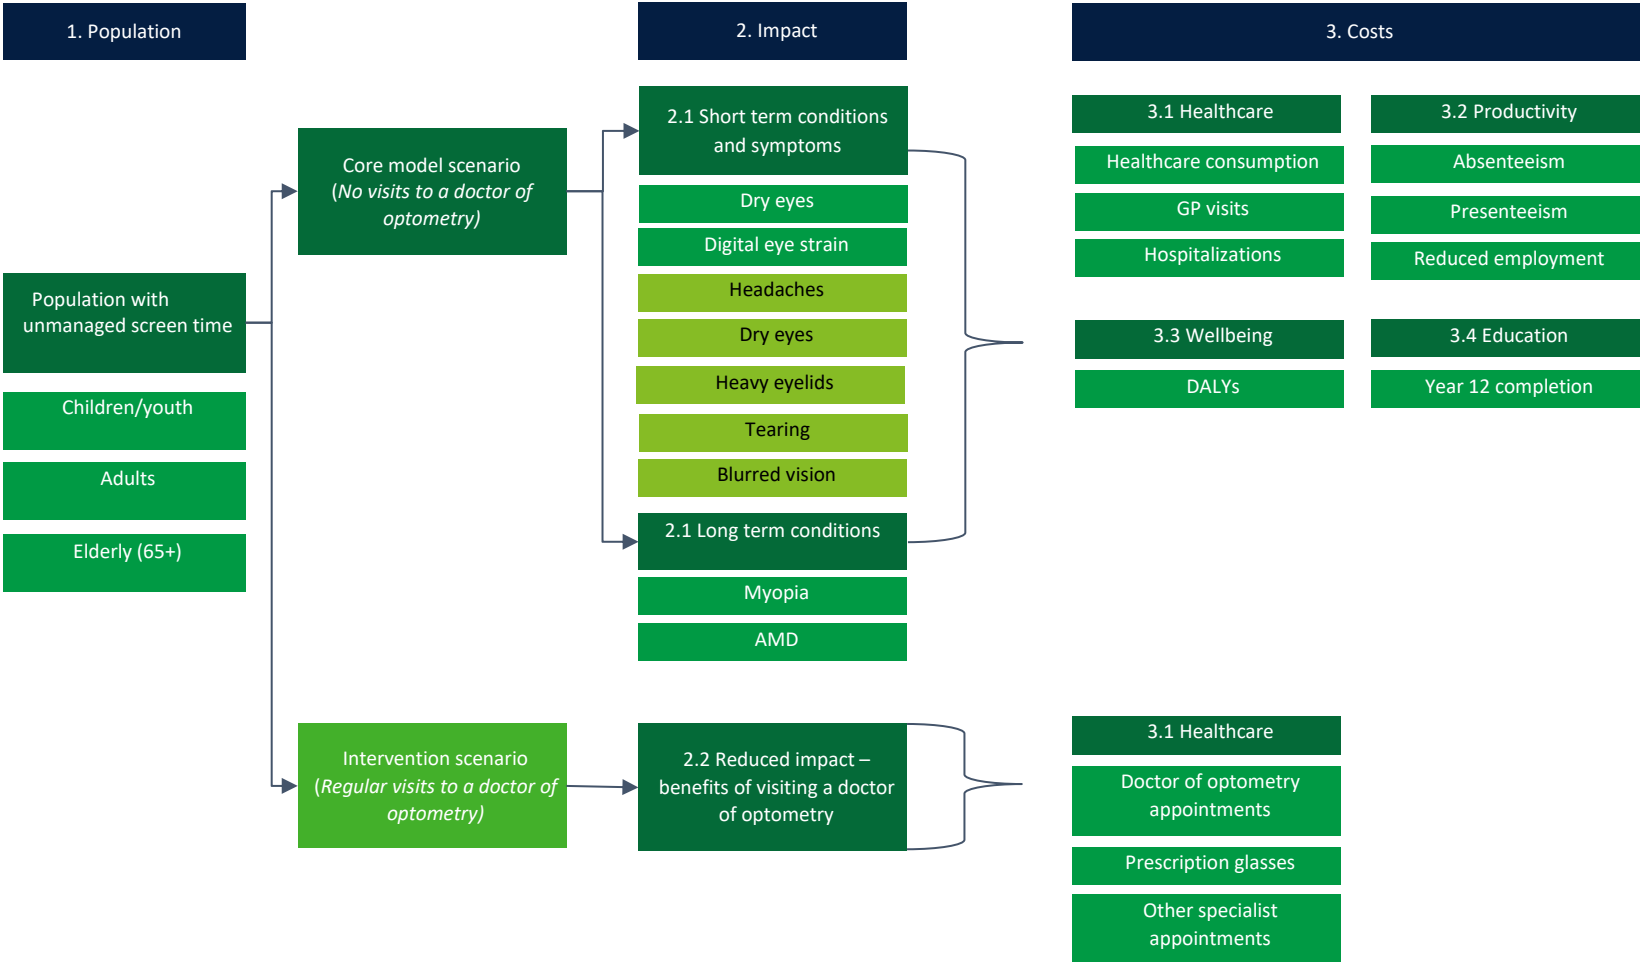 1. Population
2. Impact
3. Costs
Population with
unmanaged screen time
Children/youth
Adults
Elderly (65+)
Core model scenario
(No visits to a doctor of
optometry)
Intervention scenario
(Regular visits to a doctor of
optometry)
2.1 Short term conditions
and symptoms
Dry eyes
Digital eye strain
Headaches
Dry eyes
Heavy eyelids
Tearing
Blurred vision
2.1 Long term conditions
Myopia
AMD
2.2 Reduced impact –
benefits of visiting a doctor
of optometry
3.1 Healthcare
Healthcare consumption
GP visits
Hospitalizations
3.2 Productivity
Absenteeism
Presenteeism
Reduced employment
3.3 Wellbeing
DALYs
3.4 Education
Year 12 completion
3.1 Healthcare
Doctor of optometry
appointments
Prescription glasses
Other specialist
appointments